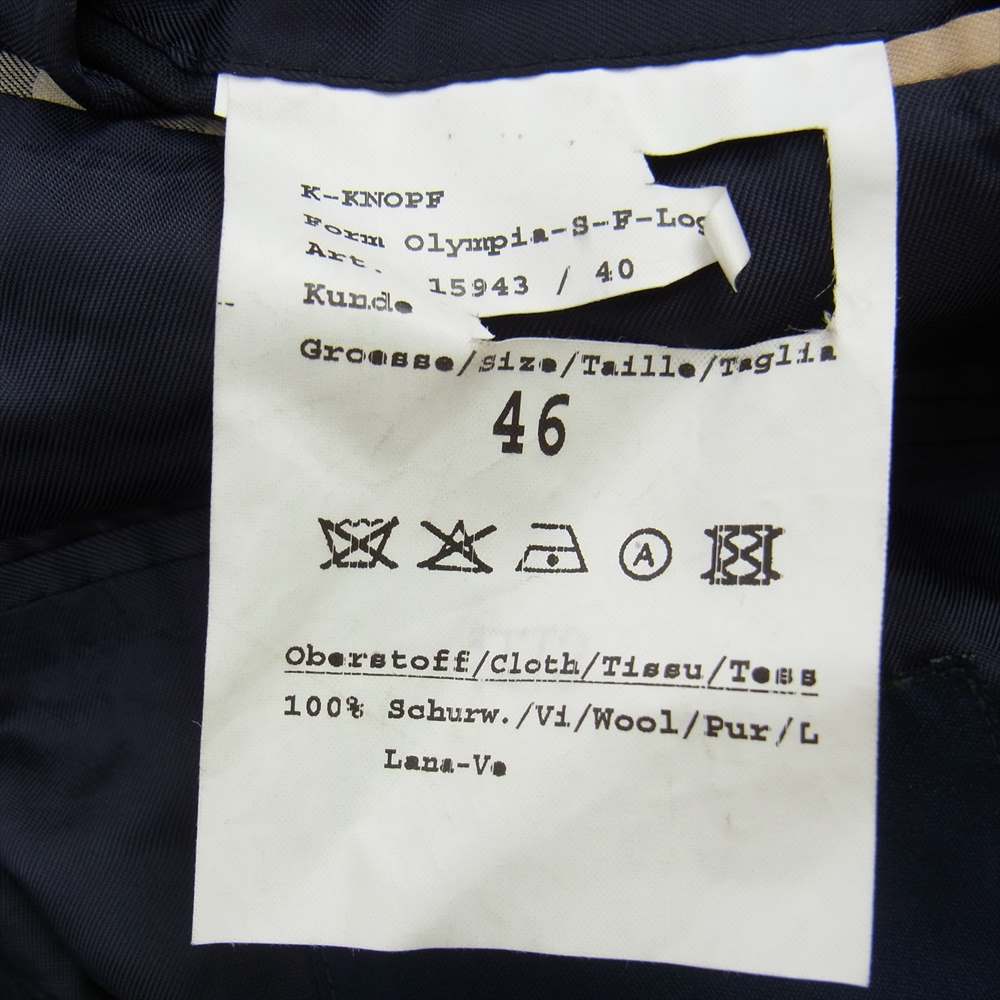 K-KNOPF
Form Olympia-S-F-Log
Art. 15943 / 40
Kunde
Groesse/Size/Taille/Taglia
46
A
Oberstoff/Cloth/Tissu/Tess
100% Schurw./Vi/Wool/Pur/L
Lana-Ve